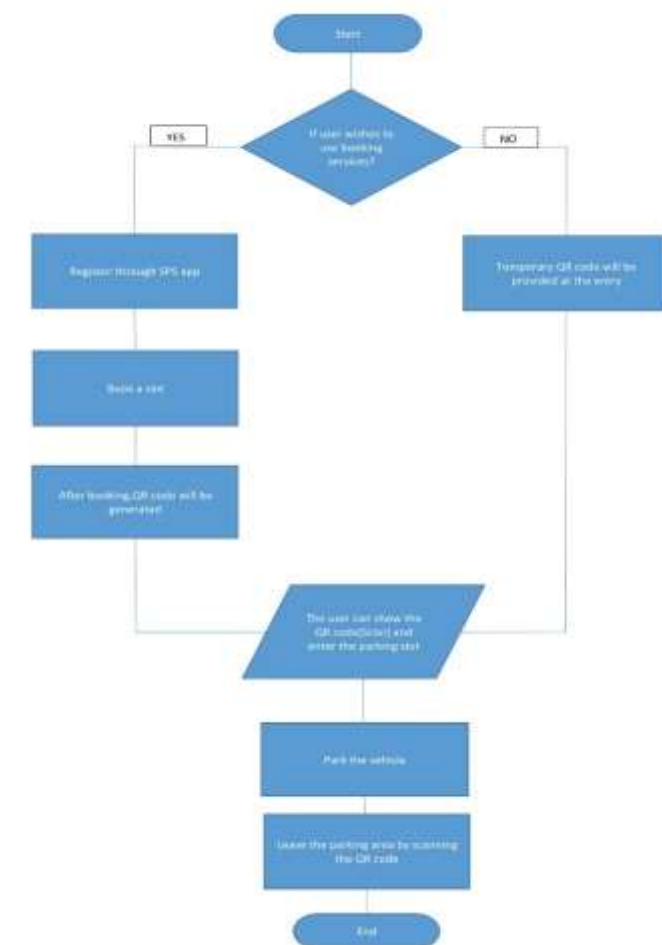 Start
If user wishes to
use booking
services?
YES
NO
Register through SPS app
Temporary QR code will be
provided at the entry
Book a slot
After booking,QR code will be
generated
The user can show the
QR and
enter the parking slot
Park the vehicle
Leave the parking area by scanning
the QR code
End